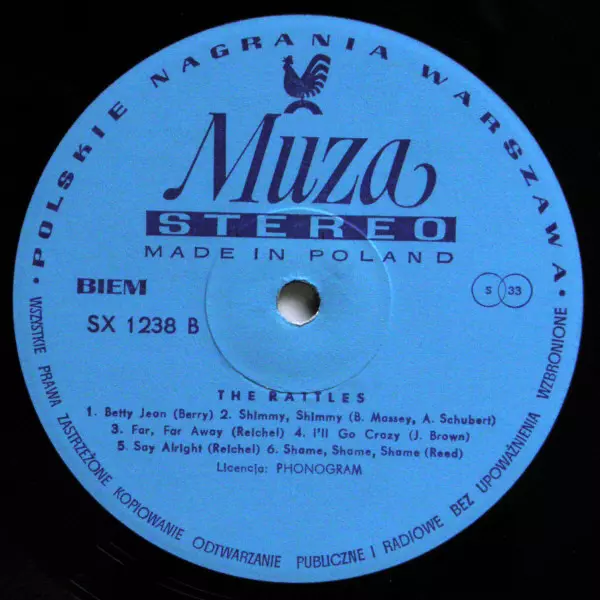 • POLSKIE NAGRANIA WARSZAWA •
Muza
STEREO
MADE IN POLAND
BIEM
S 33
SX 1238 B
THE RATTLES
1. Betty Jean (Berry) 2. Shimmy, Shimmy (B. Massey, A. Schubert)
3. Far, Far Away (Reichel) 4. I'll Go Crazy (J. Brown)
5. Say Alright (Reichel) 6. Shame, Shame, Shame (Reed)
Licencja: PHONOGRAM
WSZYSTKIE PRAWA ZASTRZEŻONE KOPIOWANIE ODTWARZANIE PUBLICZNE I RADIOWE BEZ UPOWAŻNIENIA WZBRONIONE